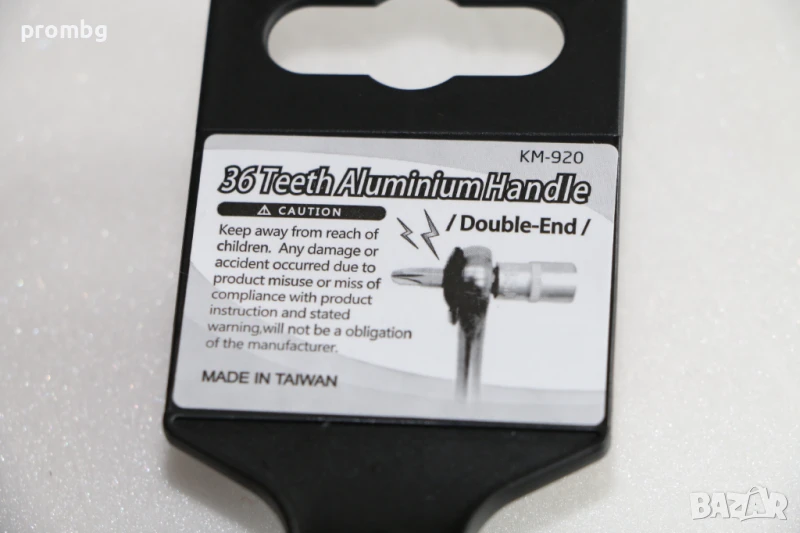 prombg
KM-920
36 Teeth Aluminium Handle
CAUTION
/ Double-End /
Keep away from reach of
children. Any damage or
accident occurred due to
product misuse or miss of
compliance with product
instruction and stated
warning,will not be a obligation
of the manufacturer.
MADE IN TAIWAN
BAZAR